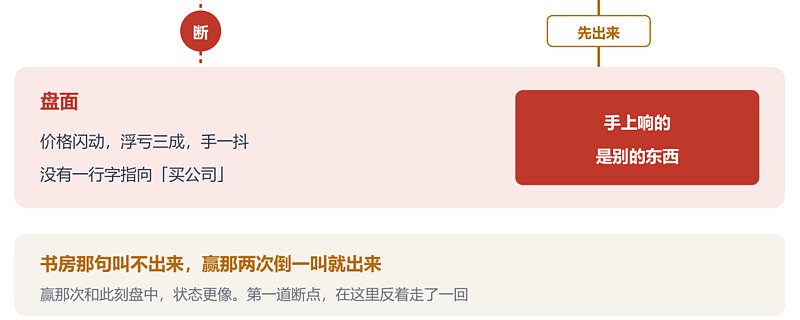 断
先出来
盘面
价格闪动，浮亏三成，手一抖
没有一行字指向「买公司」
手上响的
是别的东西
书房那句叫不出来，赢那两次倒一叫就出来
赢那次和此刻盘中，状态更像。第一道断点，在这里反着走了一回